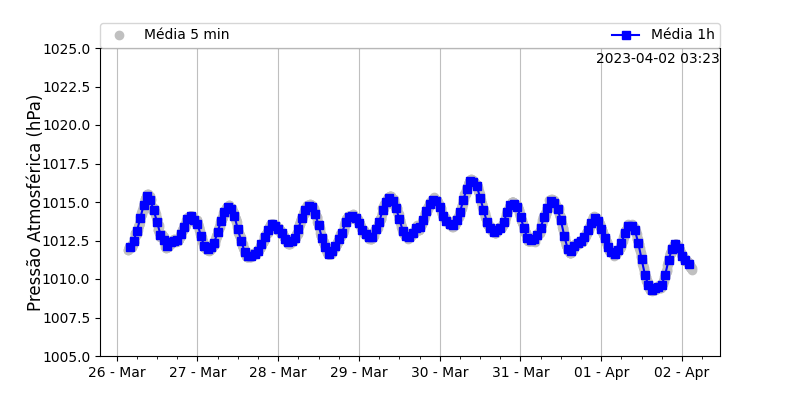 Média 5 min
Média 1h
2023-04-02 03:23
Pressão Atmosférica (hPa)
1025.0
1022.5
1020.0
1017.5
1015.0
1012.5
1010.0
1007.5
1005.0
26 - Mar
27 - Mar
28 - Mar
29 - Mar
30 - Mar
31 - Mar
01 - Apr
02 - Apr